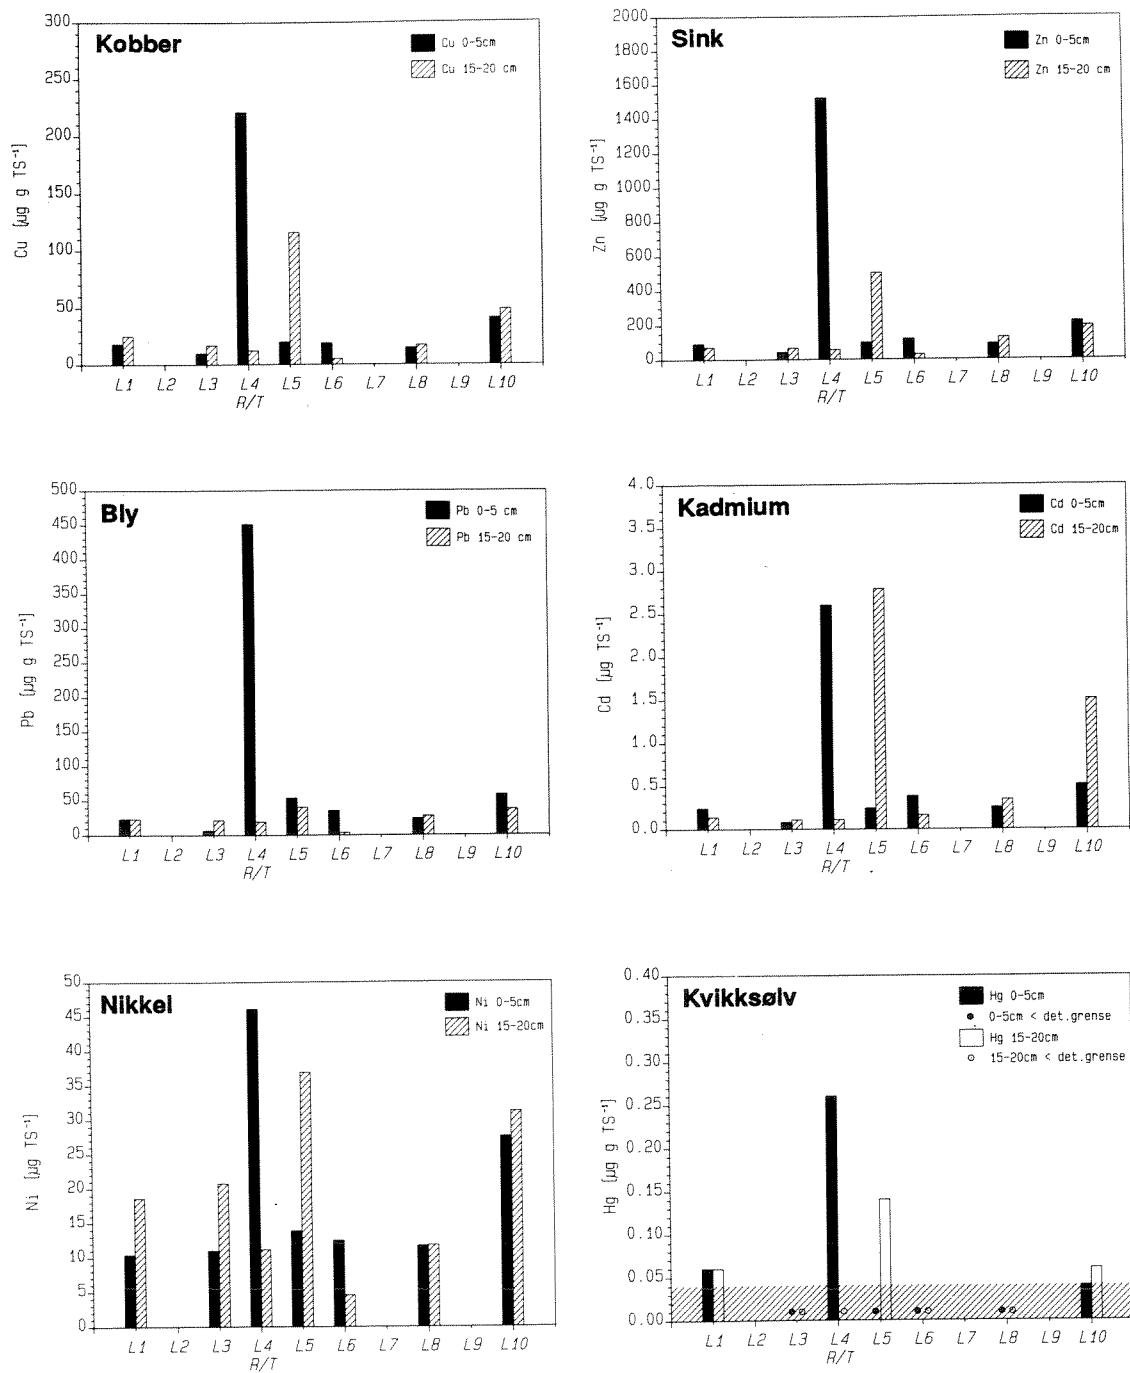 Kobber
Cu 0-5cm
Cu 15-20 cm
Cu [µg g TS⁻¹]
300
250
200
150
100
50
0
L1 L2 L3 L4 L5 L6 L7 L8 L9 L10
R/T
Sink
Zn 0-5cm
Zn 15-20 cm
Zn [µg g TS⁻¹]
2000
1800
1600
1400
1200
1000
800
600
400
200
0
L1 L2 L3 L4 L5 L6 L7 L8 L9 L10
R/T
Bly
Pb 0-5 cm
Pb 15-20 cm
Pb [µg g TS⁻¹]
500
450
400
350
300
250
200
150
100
50
0
L1 L2 L3 L4 L5 L6 L7 L8 L9 L10
R/T
Kadmium
Cd 0-5cm
Cd 15-20cm
Cd [µg TS⁻¹]
4.0
3.5
3.0
2.5
2.0
1.5
1.0
0.5
0.0
L1 L2 L3 L4 L5 L6 L7 L8 L9 L10
R/T
Nikkel
Ni 0-5cm
Ni 15-20cm
Ni [µg TS⁻¹]
50
45
40
35
30
25
20
15
10
5
0
L1 L2 L3 L4 L5 L6 L7 L8 L9 L10
R/T
Kvikksølv
Hg 0-5cm
0-5cm < det.grense
Hg 15-20cm
15-20cm < det.grense
Hg [µg g TS⁻¹]
0.40
0.35
0.30
0.25
0.20
0.15
0.10
0.05
0.00
L1 L2 L3 L4 L5 L6 L7 L8 L9 L10
R/T